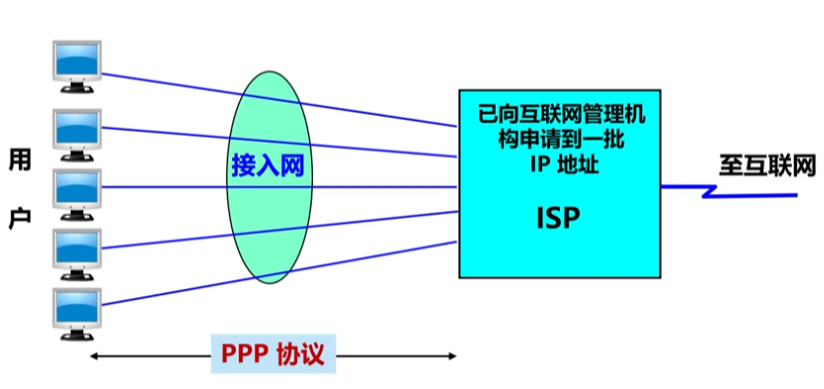 用
户
接入网
已向互联网管理机
构申请到一批
IP 地址
ISP
至互联网
PPP 协议